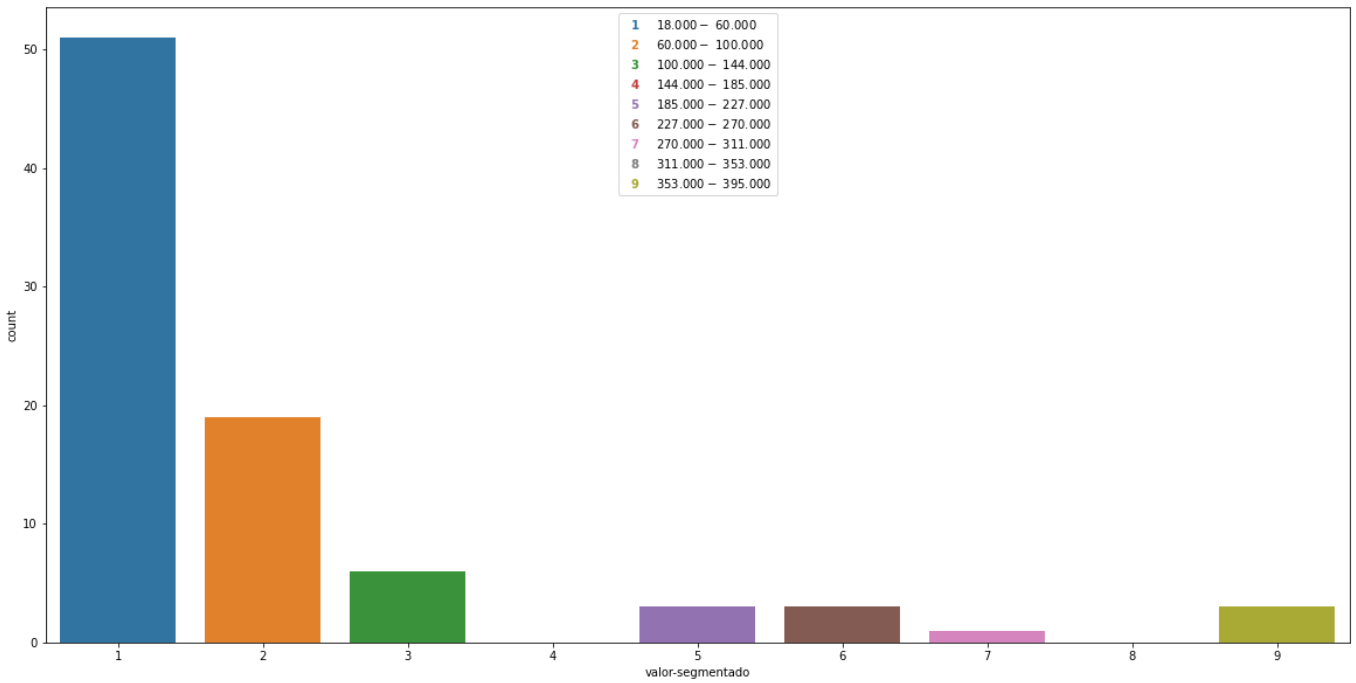 1 18.000 − 60.000
2 60.000 − 100.000
3 100.000 − 144.000
4 144.000 − 185.000
5 185.000 − 227.000
6 227.000 − 270.000
7 270.000 − 311.000
8 311.000 − 353.000
9 353.000 − 395.000
50
40
30
20
10
0
count
1 2 3 4 5 6 7 8 9
valor-segmentado